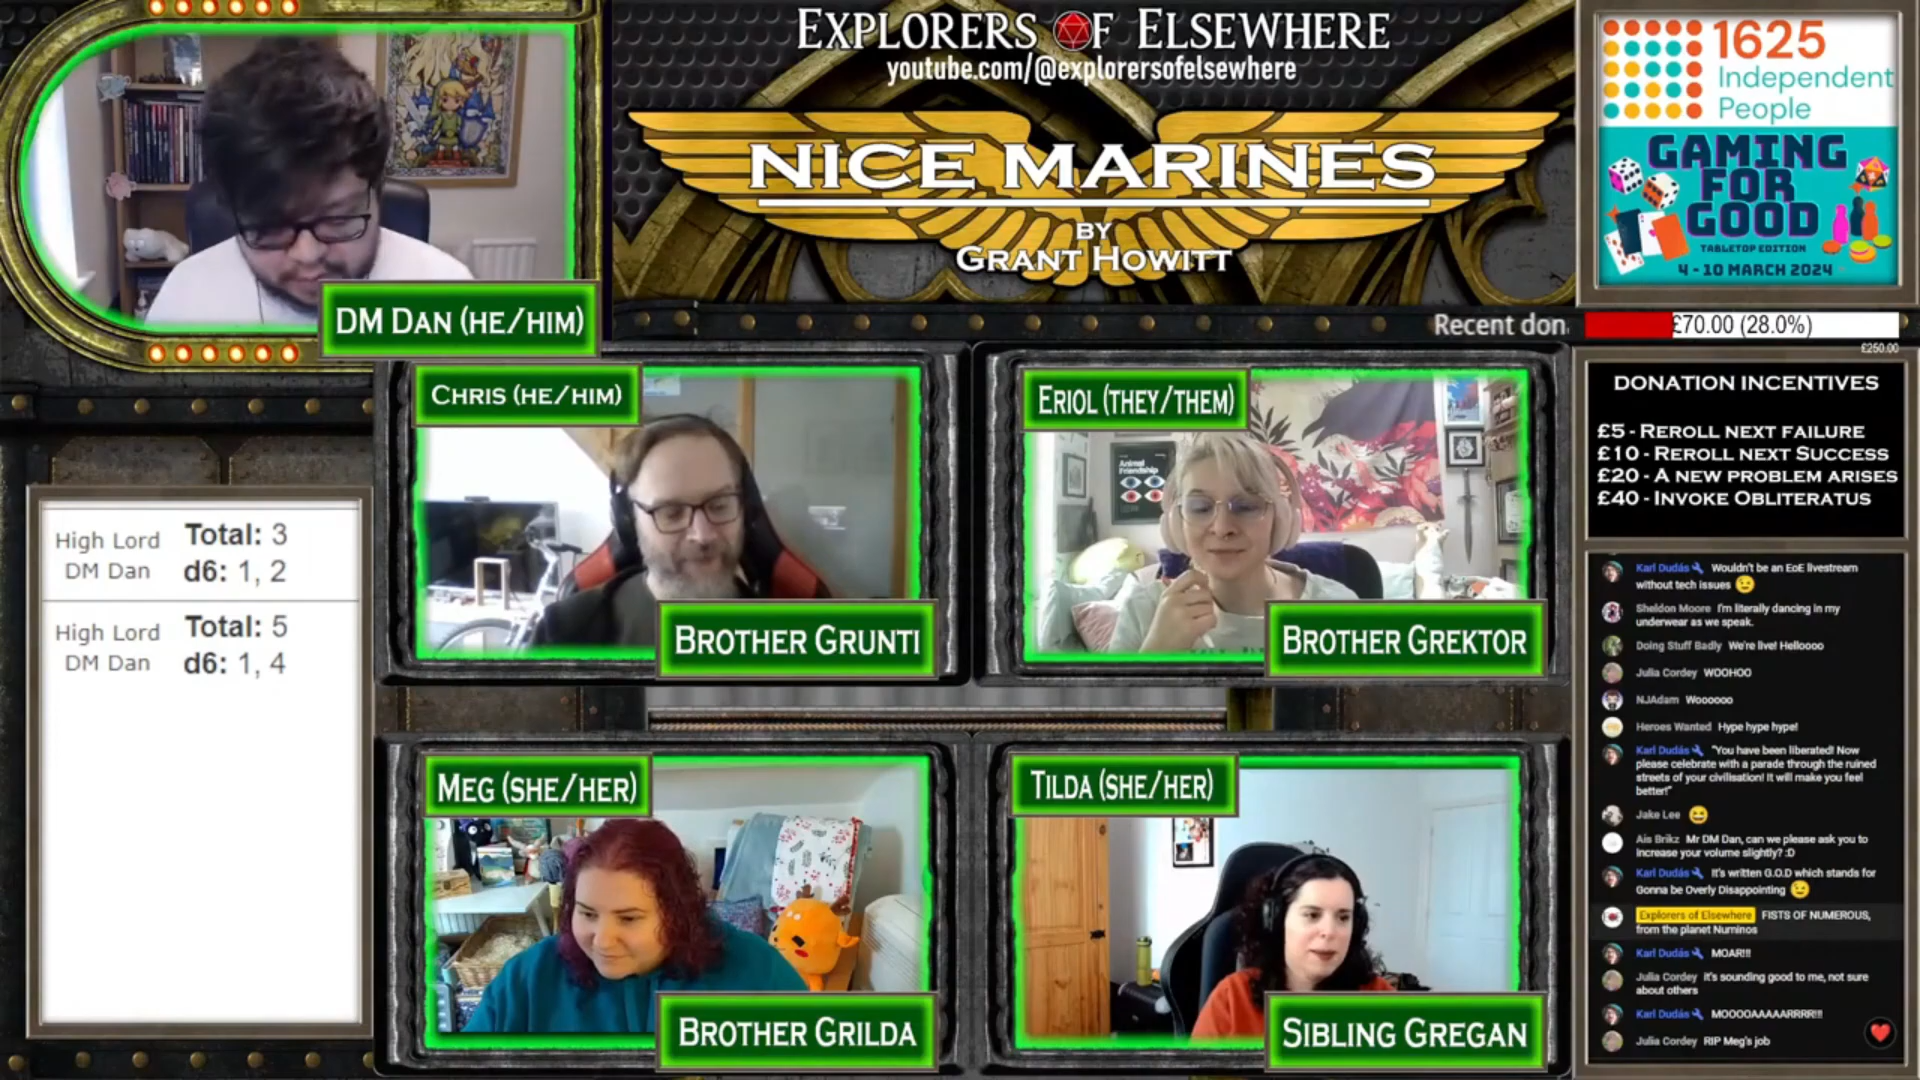 EXPLORERS OF ELSEWHERE
youtube.com/@explorersofelsewhere
NICE MARINES
BY
GRANT HOWITT
1625
Independent
People
GAMING
FOR
GOOD
TABLETOP EDITION
4 - 10 MARCH 2024
Recent don
£70.00 (28.0%)
£250.00
DM DAN (HE/HIM)
CHRIS (HE/HIM)
BROTHER GRUNTI
ERIOL (THEY/THEM)
Animal
Friendship
BROTHER GREKTOR
MEG (SHE/HER)
BROTHER GRILDA
TILDA (SHE/HER)
SIBLING GREGAN
High Lord
DM Dan
Total: 3
d6: 1, 2
High Lord
DM Dan
Total: 5
d6: 1, 4
DONATION INCENTIVES
£5 - REROLL NEXT FAILURE
£10 - REROLL NEXT SUCCESS
£20 - A NEW PROBLEM ARISES
£40 - INVOKE OBLITERATUS
Karl Dudás Wouldn't be an EoE livestream
without tech issues 😉
Sheldon Moore I'm literally dancing in my
underwear as we speak.
Doing Stuff Badly We're live! Helloooo
Julia Cordey WOOHOO
NJAdam Woooooo
Heroes Wanted Hype hype hype!
Karl Dudás "You have been liberated! Now
please celebrate with a parade through the ruined
streets of your civilisation! It will make you feel
better!"
Jake Lee 😆
Ais Brikz Mr DM Dan, can we please ask you to
increase your volume slightly? :D
Karl Dudás It's written G.O.D which stands for
Gonna be Overly Disappointing 😉
Explorers of Elsewhere FISTS OF NUMEROUS,
from the planet Numinos
Karl Dudás MOAR!!!
Julia Cordey it's sounding good to me, not sure
about others
Karl Dudás MOOOOAAAAARRRR!!!
Julia Cordey RIP Meg's job